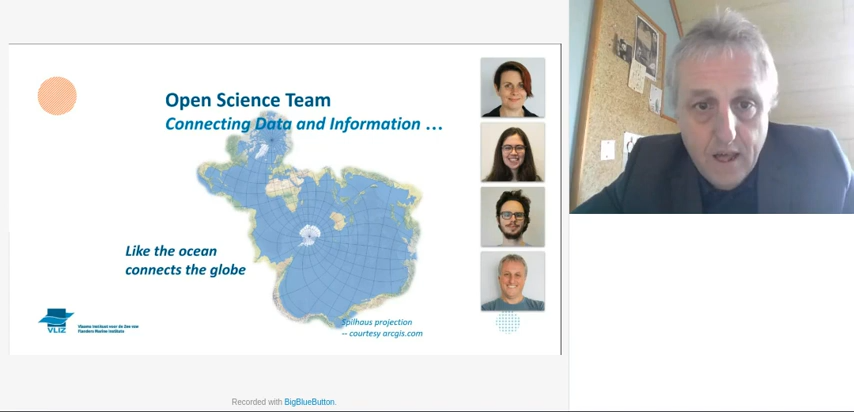 Open Science Team
Connecting Data and Information ...
Like the ocean
connects the globe
Spilhaus projection
-- courtesy arcgis.com
VLIZ
Vlaams Instituut voor de Zee vzw
Flanders Marine Institute
Recorded with BigBlueButton.